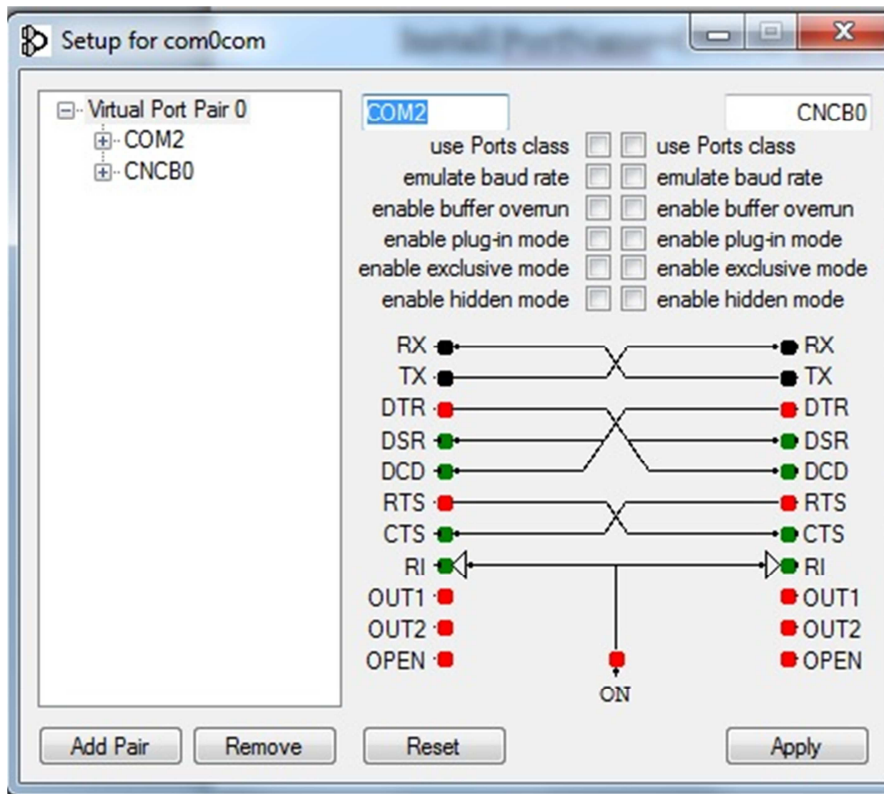 Setup for com0com
Virtual Port Pair 0
COM2
CNCB0
COM2 CNCB0
use Ports class use Ports class
emulate baud rate emulate baud rate
enable buffer overrun enable buffer overrun
enable plug-in mode enable plug-in mode
enable exclusive mode enable exclusive mode
enable hidden mode enable hidden mode
RX RX
TX TX
DTR DTR
DSR DSR
DCD DCD
RTS RTS
CTS CTS
RI RI
OUT1 OUT1
OUT2 OUT2
OPEN OPEN
ON
Add Pair Remove Reset Apply